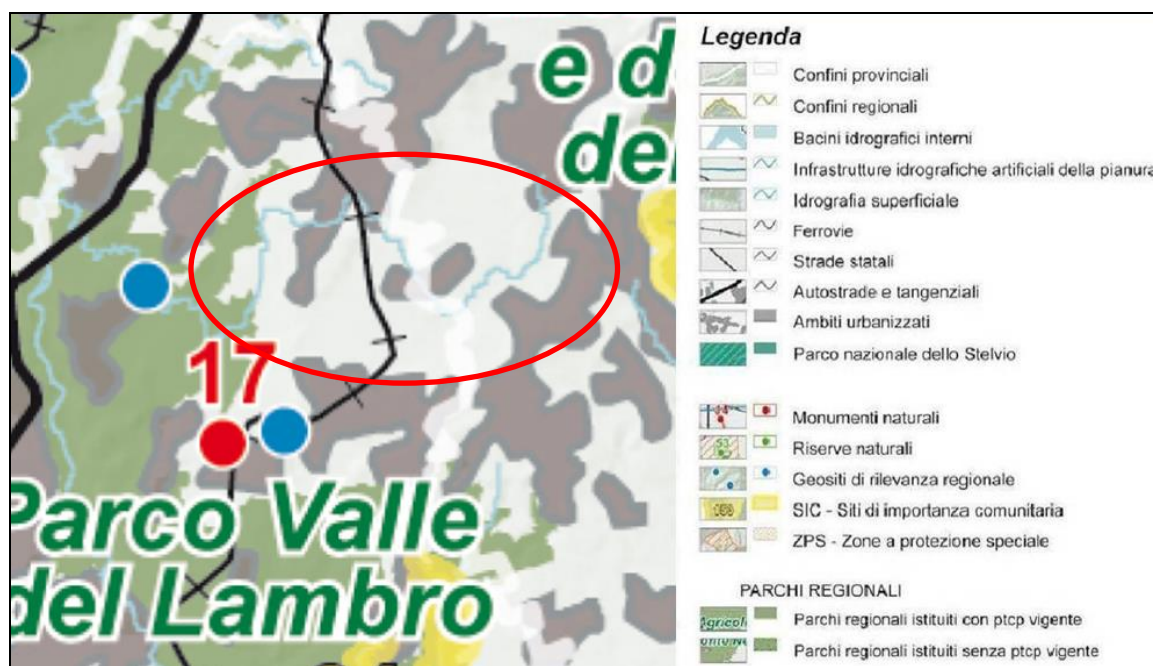 e d
del
17
Parco Valle
del Lambro
Legenda
Confini provinciali
Confini regionali
Bacini idrografici interni
Infrastrutture idrografiche artificiali della pianura
Idrografia superficiale
Ferrovie
Strade statali
Autostrade e tangenziali
Ambiti urbanizzati
Parco nazionale dello Stelvio
Monumenti naturali
Riserve naturali
Geositi di rilevanza regionale
SIC - Siti di importanza comunitaria
ZPS - Zone a protezione speciale
PARCHI REGIONALI
Agricol
Parchi regionali istituiti con ptcp vigente
Parchi regionali istituiti senza ptcp vigente